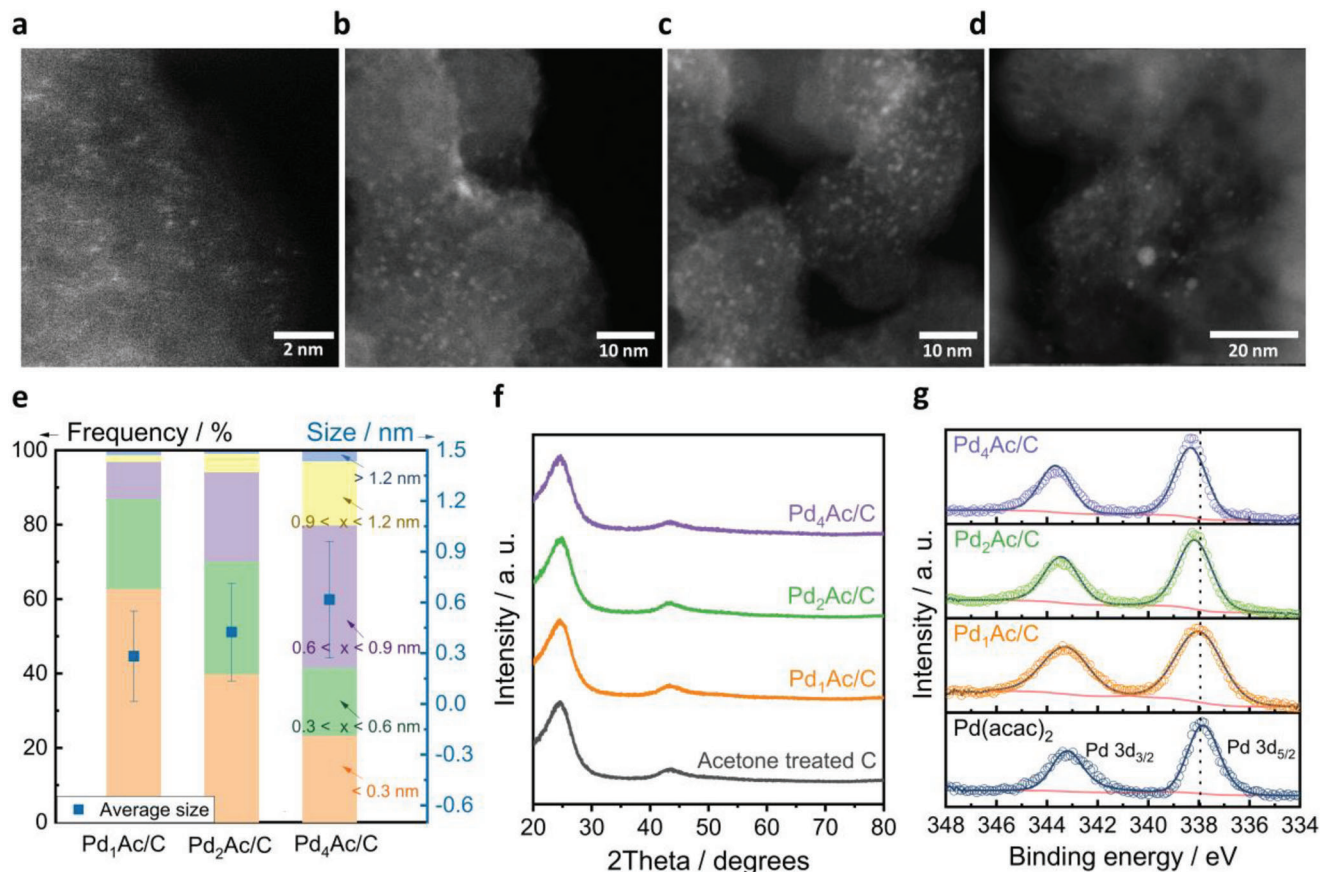 a
b
c
d
2 nm
10 nm
10 nm
20 nm
e
Frequency / %
Size / nm
100
80
60
40
20
0
1.5
1.2
0.9
0.6
0.3
0.0
-0.3
-0.6
> 1.2 nm
0.9 < x < 1.2 nm
0.6 < x < 0.9 nm
0.3 < x < 0.6 nm
< 0.3 nm
Average size
Pd₁Ac/C
Pd₂Ac/C
Pd₄Ac/C
f
Intensity / a. u.
Pd₄Ac/C
Pd₂Ac/C
Pd₁Ac/C
Acetone treated C
20 30 40 50 60 70 80
2Theta / degrees
g
Intensity / a. u.
Pd₄Ac/C
Pd₂Ac/C
Pd₁Ac/C
Pd(acac)₂
Pd 3d₃/₂
Pd 3d₅/₂
348 346 344 342 340 338 336 334
Binding energy / eV